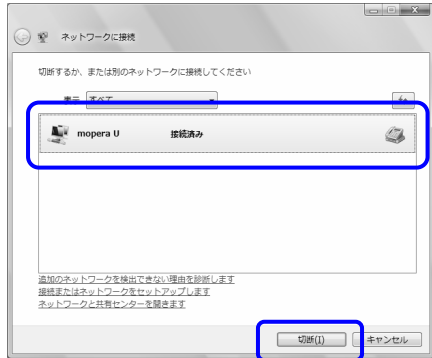 ネットワークに接続
切断するか、または別のネットワークに接続してください
表示 すべて
mopera U 接続済み
追加のネットワークを検出できない理由を診断します
接続またはネットワークをセットアップします
ネットワークと共有センターを開きます
切断(I) キャンセル